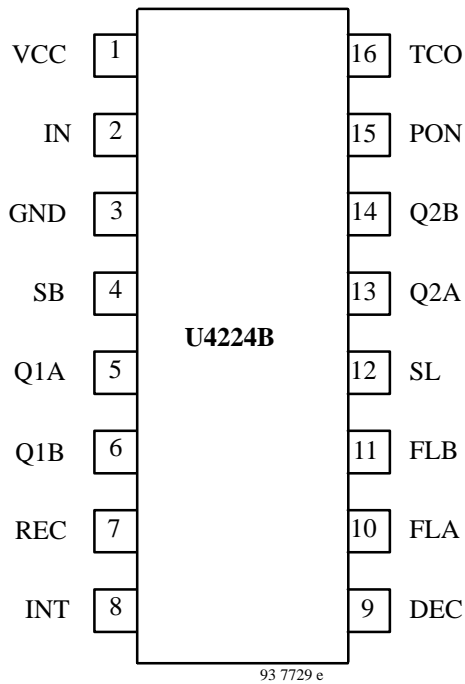 VCC 1 16 TCO
IN 2 15 PON
GND 3 14 Q2B
SB 4 13 Q2A
U4224B
Q1A 5 12 SL
Q1B 6 11 FLB
REC 7 10 FLA
INT 8 9 DEC
93 7729 e